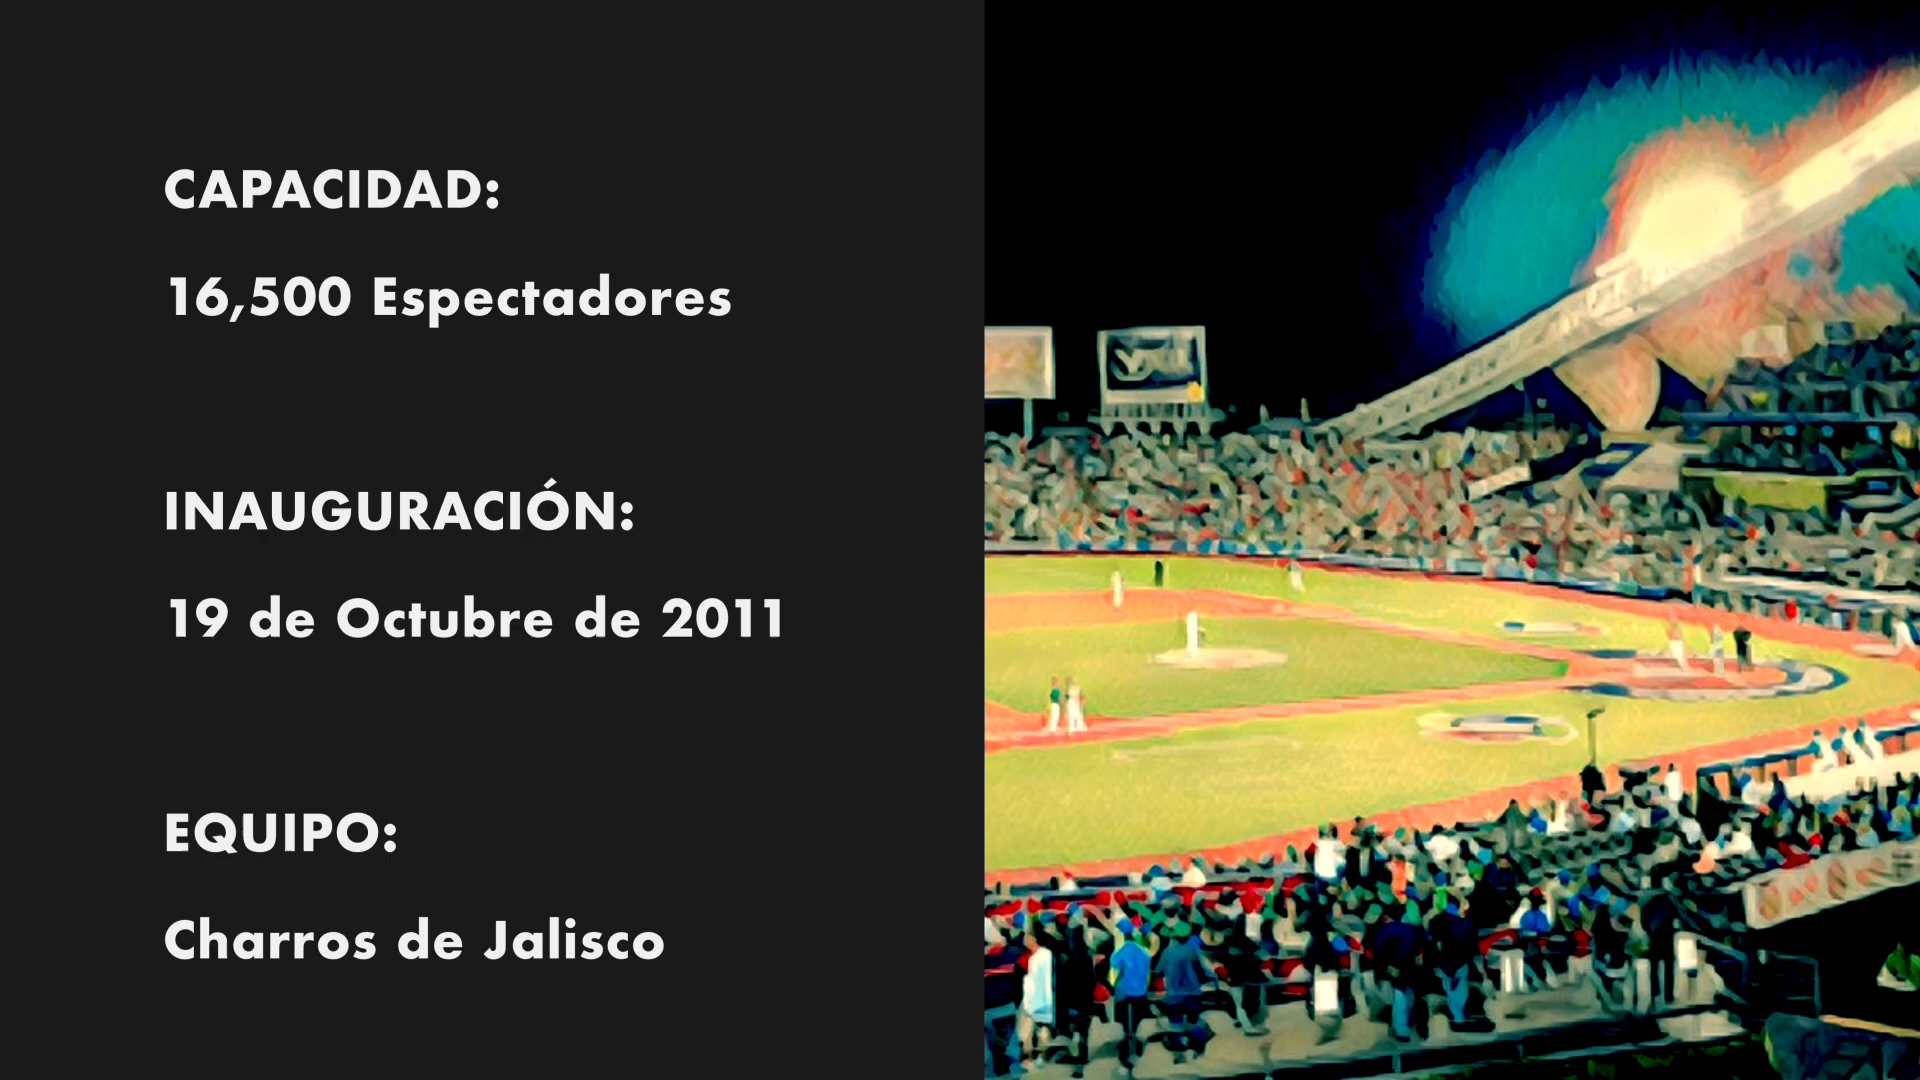 CAPACIDAD:
16,500 Espectadores
INAUGURACIÓN:
19 de Octubre de 2011
EQUIPO:
Charros de Jalisco